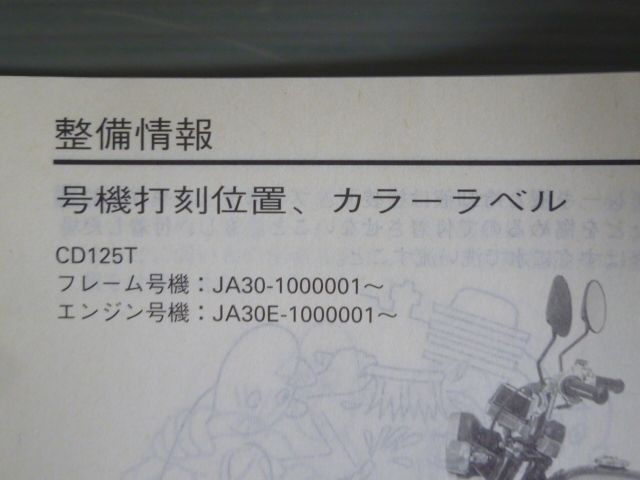 整備情報
号機打刻位置、カラーラベル
CD125T
フレーム号機：JA30-1000001～
エンジン号機：JA30E-1000001～